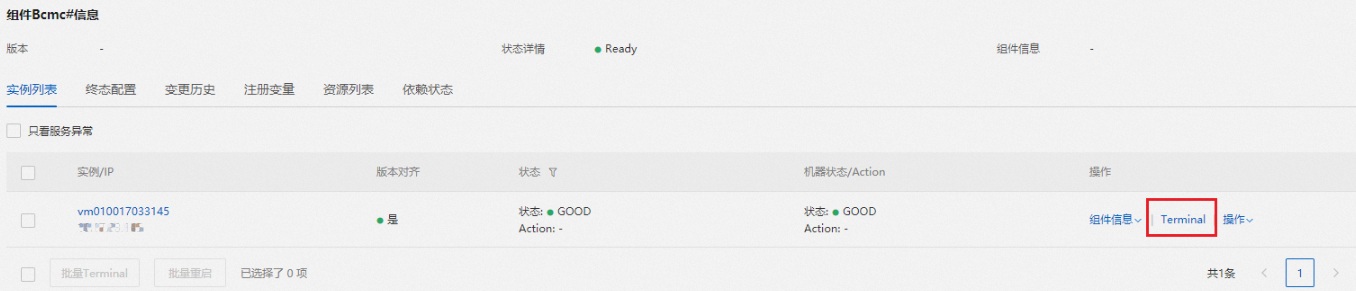 组件Bcmc#信息
版本 - 状态详情 Ready 组件信息 -
实例列表 终态配置 变更历史 注册变量 资源列表 依赖状态
只看服务异常
实例/IP 版本对齐 状态 机器状态/Action 操作
vm010017033145 是 状态: GOOD 状态: GOOD 组件信息 | Terminal | 操作
Action: - Action: -
批量Terminal 批量重启 已选择了 0 项 共1条 < 1 >